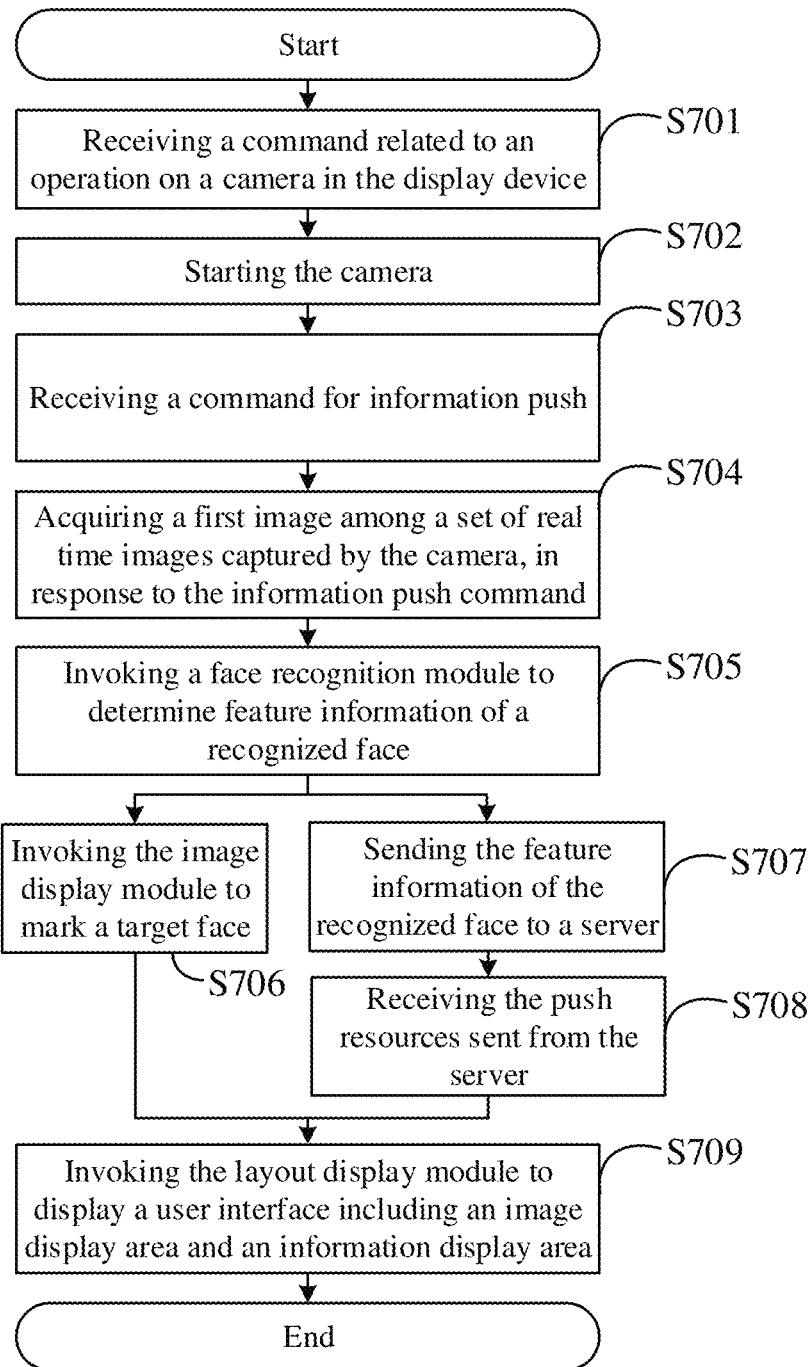 Start
S701
Receiving a command related to an
operation on a camera in the display device
S702
Starting the camera
S703
Receiving a command for information push
S704
Acquiring a first image among a set of real
time images captured by the camera, in
response to the information push command
S705
Invoking a face recognition module to
determine feature information of a
recognized face
Invoking the image
display module to
mark a target face
S706
Sending the feature
information of the
recognized face to a server
S707
Receiving the push
resources sent from the
server
S708
Invoking the layout display module to
display a user interface including an image
display area and an information display area
S709
End